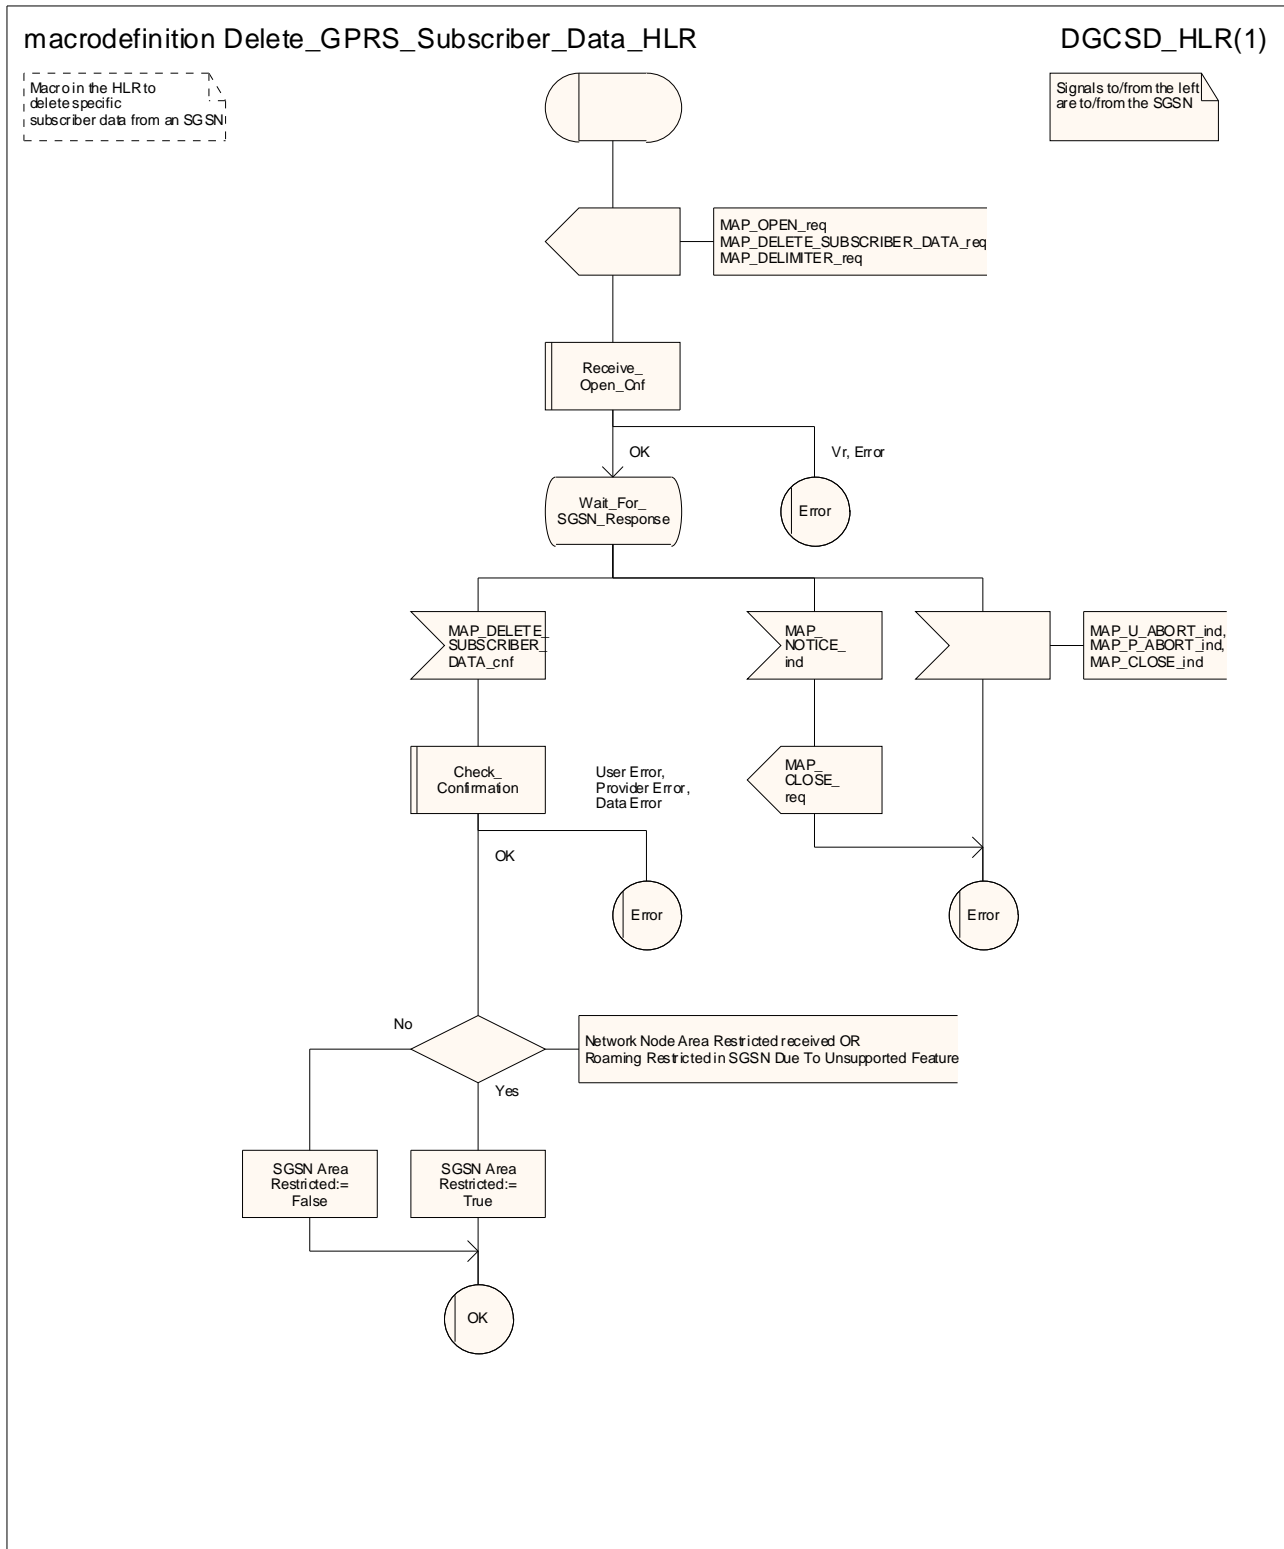 macrodefinition Delete_GPRS_Subscriber_Data_HLR
DGCSD_HLR(1)
Macro in the HLR to
delete specific
subscriber data from an SGSN
Signals to/from the left
are to/from the SGSN
MAP_OPEN_req
MAP_DELETE_SUBSCRIBER_DATA_req
MAP_DELIMITER_req
Receive_
Open_Cnf
OK
Vr, Error
Wait_For_
SGSN_Response
Error
MAP_DELETE_
SUBSCRIBER_
DATA_cnf
MAP_
NOTICE_
ind
MAP_U_ABORT_ind,
MAP_P_ABORT_ind,
MAP_CLOSE_ind
Check_
Confirmation
User Error,
Provider Error,
Data Error
MAP_
CLOSE_
req
OK
Error
Error
No
Network Node Area Restricted received OR
Roaming Restricted in SGSN Due To Unsupported Feature
Yes
SGSN Area
Restricted:=
False
SGSN Area
Restricted:=
True
OK